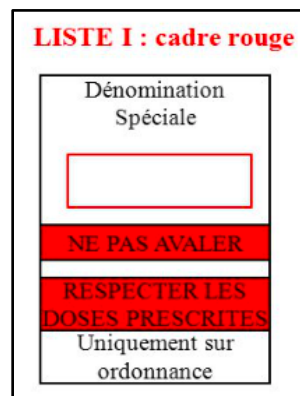 LISTE I : cadre rouge
Dénomination
Spéciale
NE PAS AVALER
RESPECTER LES
DOSES PRESCRITES
Uniquement sur
ordonnance